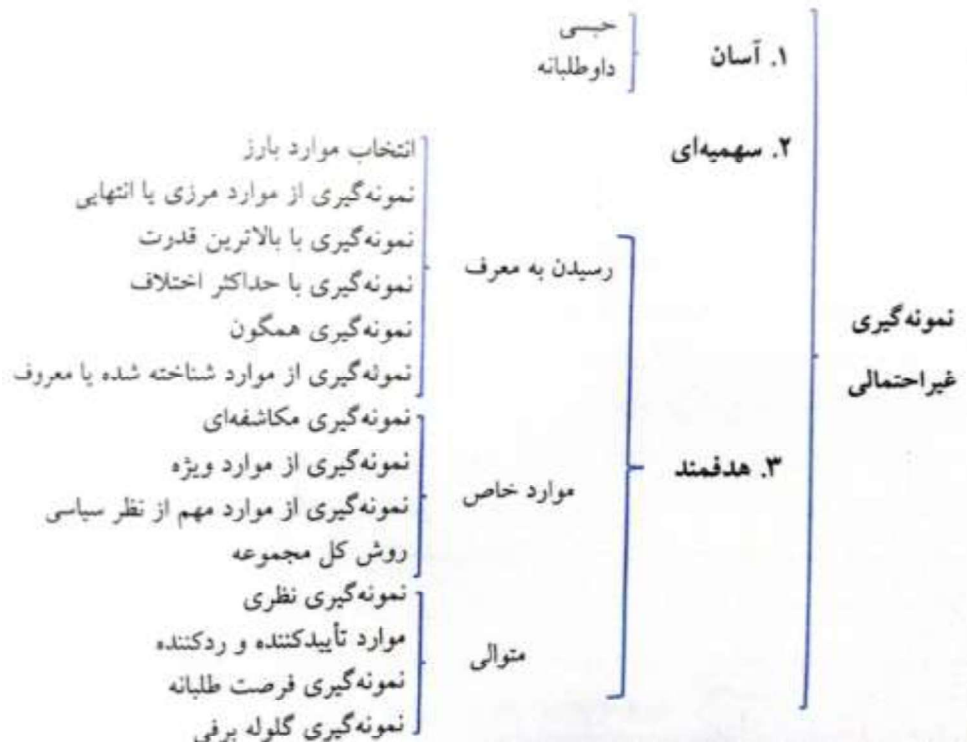 نمونه‌گیری
غیراحتمالی
۱. آسان
حبسی
داوطلبانه
۲. سهمیه‌ای
۳. هدفمند
رسیدن به معرف
انتخاب موارد بارز
نمونه‌گیری از موارد مرزی یا انتهایی
نمونه‌گیری با بالاترین قدرت
نمونه‌گیری با حداکثر اختلاف
نمونه‌گیری همگون
نمونه‌گیری از موارد شناخته شده یا معروف
موارد خاص
نمونه‌گیری مکاشفه‌ای
نمونه‌گیری از موارد ویژه
نمونه‌گیری از موارد مهم از نظر سیاسی
روش کل مجموعه
متوالی
نمونه‌گیری نظری
موارد تأییدکننده و ردکننده
نمونه‌گیری فرصت طلبانه
نمونه‌گیری گلوله برفی